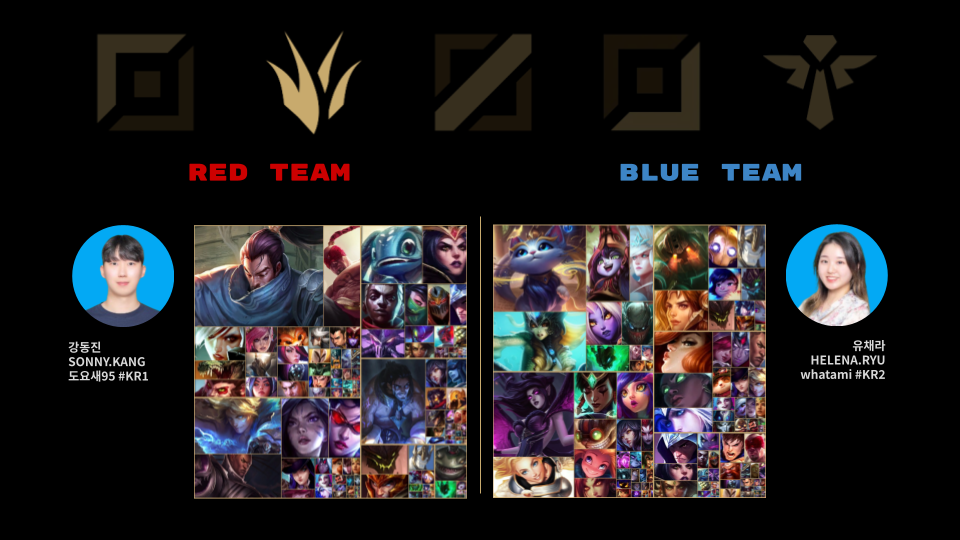 RED TEAM
BLUE TEAM
강동진
SONNY.KANG
도요새95 #KR1
유채라
HELENA.RYU
whatami #KR2